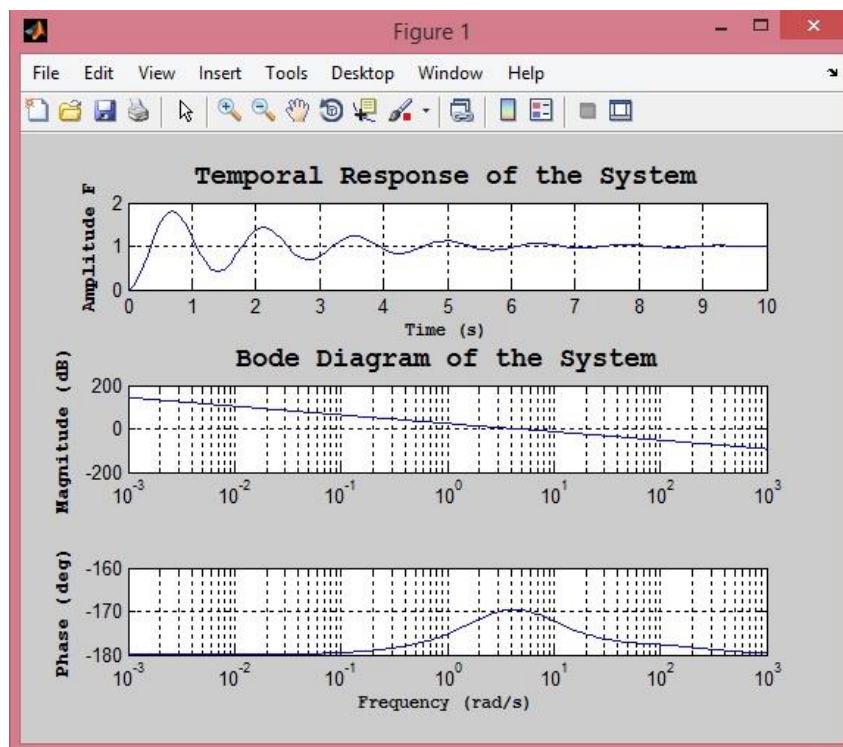 Figure 1
File Edit View Insert Tools Desktop Window Help
Temporal Response of the System
Amplitude F
2
1
0
0 1 2 3 4 5 6 7 8 9 10
Time (s)
Bode Diagram of the System
Magnitude (dB)
200
0
-200
10^-3 10^-2 10^-1 10^0 10^1 10^2 10^3
Phase (deg)
-160
-170
-180
10^-3 10^-2 10^-1 10^0 10^1 10^2 10^3
Frequency (rad/s)